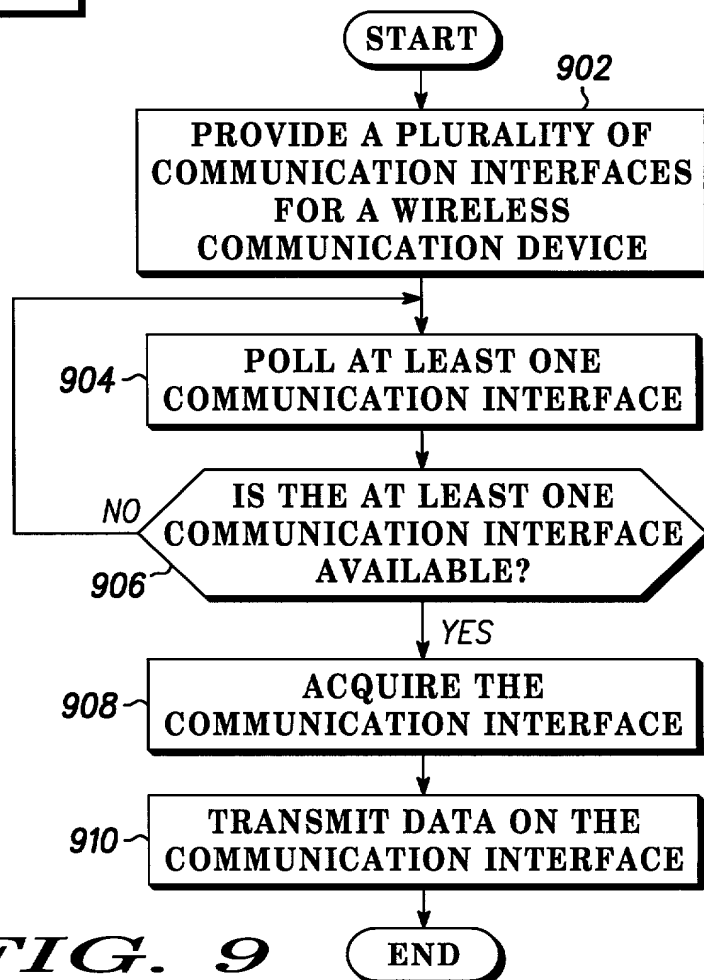 START
902
PROVIDE A PLURALITY OF
COMMUNICATION INTERFACES
FOR A WIRELESS
COMMUNICATION DEVICE
904
POLL AT LEAST ONE
COMMUNICATION INTERFACE
NO
IS THE AT LEAST ONE
COMMUNICATION INTERFACE
AVAILABLE?
906
YES
908
ACQUIRE THE
COMMUNICATION INTERFACE
910
TRANSMIT DATA ON THE
COMMUNICATION INTERFACE
FIG. 9
END